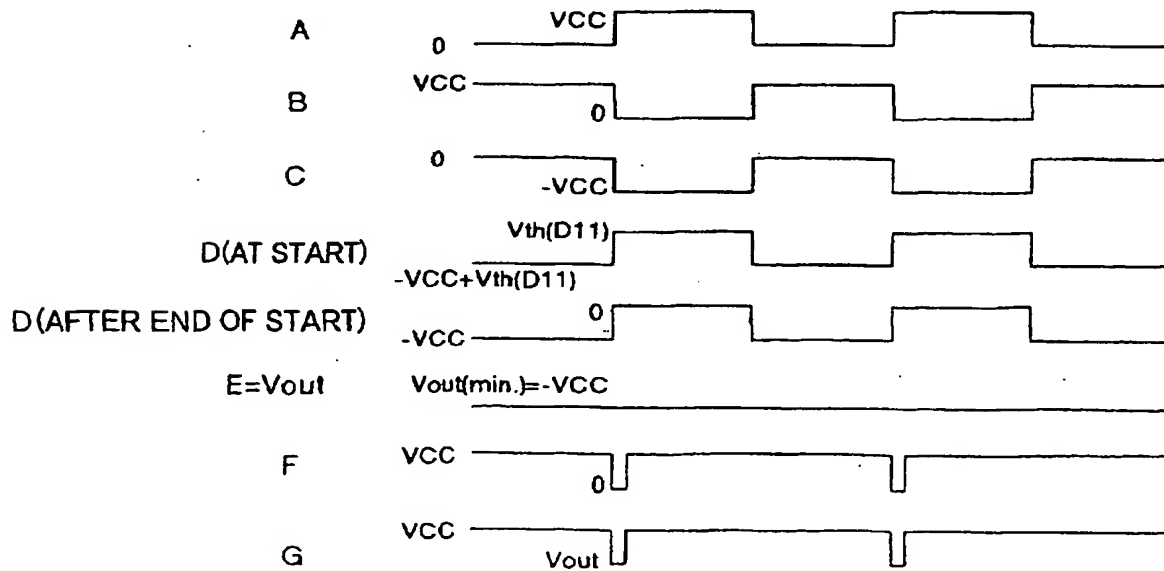 A
VCC
0
B
VCC
0
C
0
-VCC
D(AT START)
Vth(D11)
-VCC+Vth(D11)
D(AFTER END OF START)
0
-VCC
E=Vout
Vout(min.)=-VCC
F
VCC
0
G
VCC
Vout